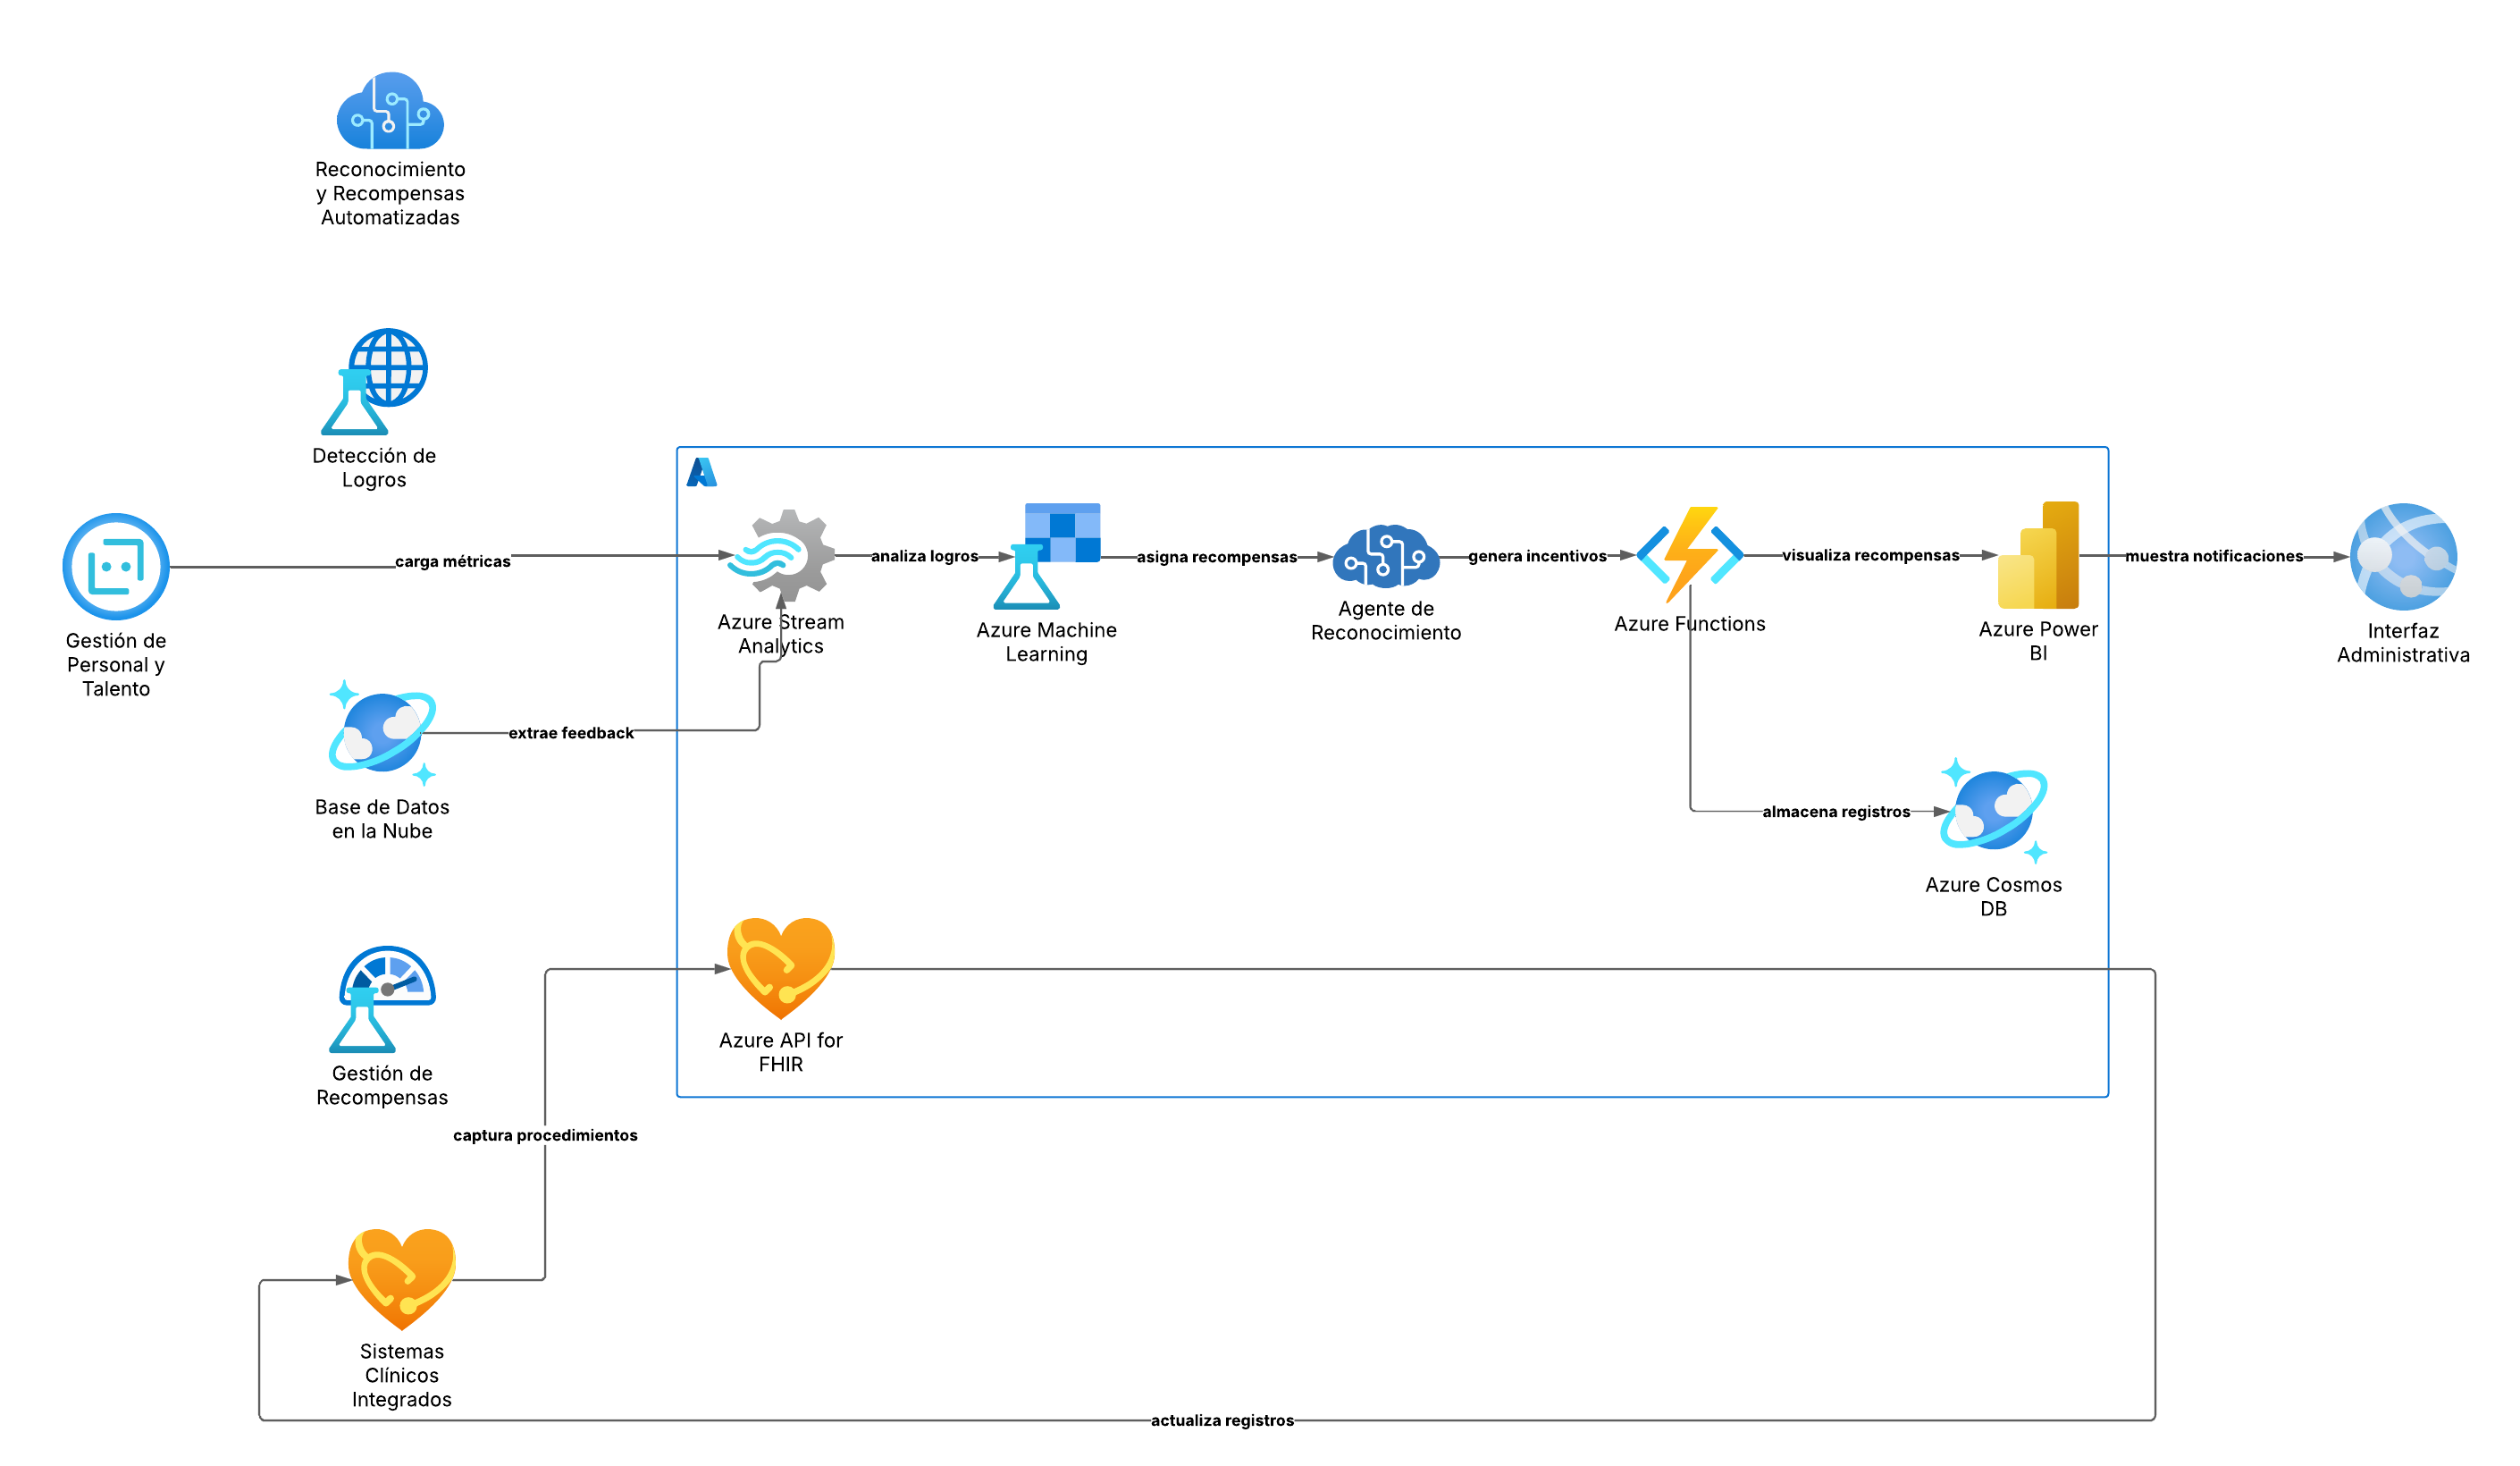 Reconocimiento
y Recompensas
Automatizadas
Detección de
Logros
Gestión de
Personal y
Talento
carga métricas
Azure Stream
Analytics
analiza logros
Azure Machine
Learning
asigna recompensas
Agente de
Reconocimiento
genera incentivos
Azure Functions
visualiza recompensas
Azure Power
BI
muestra notificaciones
Interfaz
Administrativa
extrae feedback
Base de Datos
en la Nube
almacena registros
Azure Cosmos
DB
Azure API for
FHIR
Gestión de
Recompensas
captura procedimientos
Sistemas
Clínicos
Integrados
actualiza registros